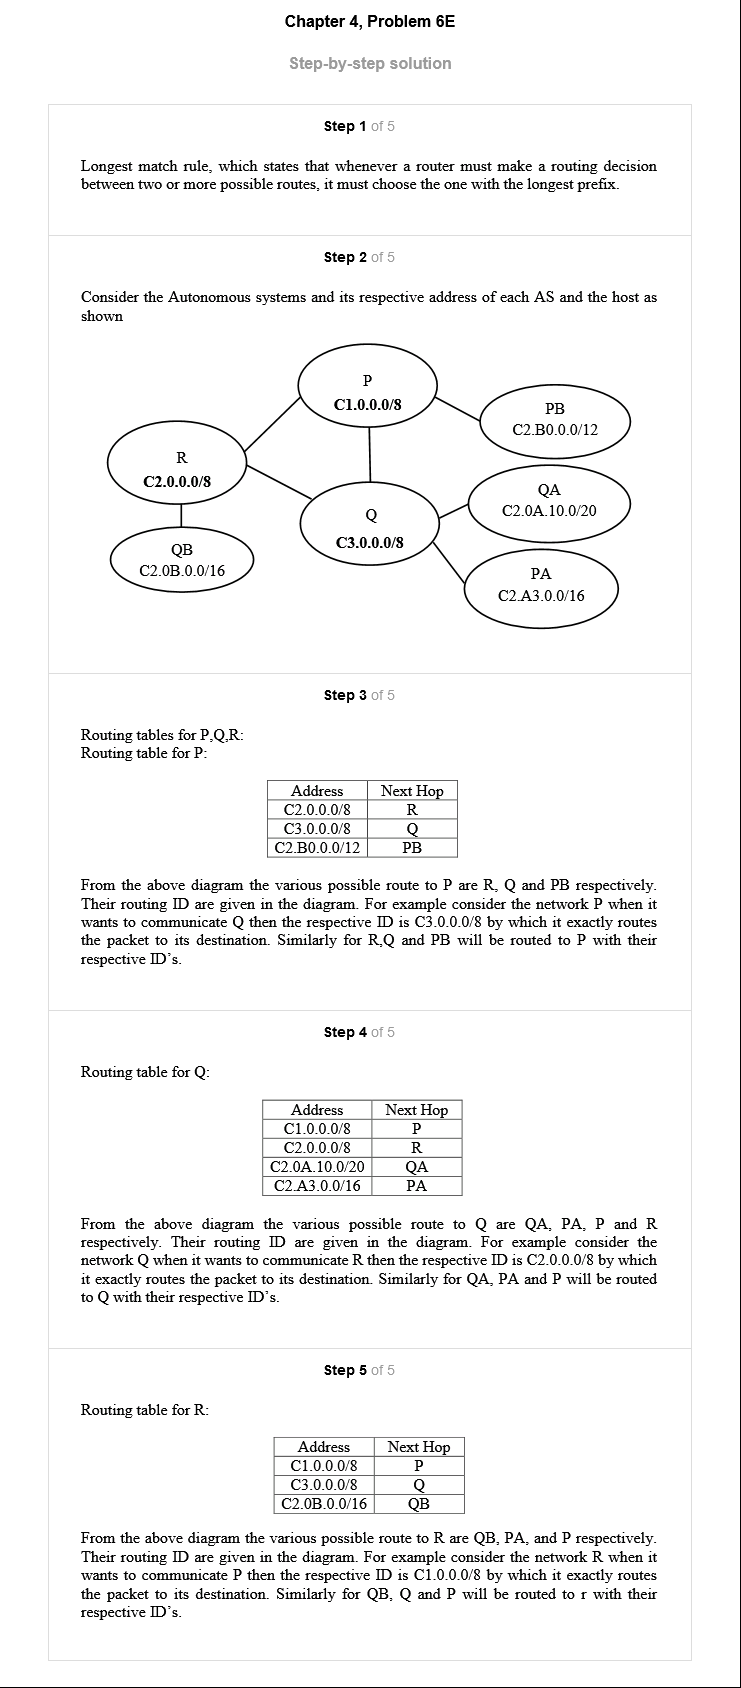 Chapter 4, Problem 6E
Step-by-step solution
Step 1 of 5
Longest match rule, which states that whenever a router must make a routing decision
between two or more possible routes, it must choose the one with the longest prefix.
Step 2 of 5
Consider the Autonomous systems and its respective address of each AS and the host as
shown
P
C1.0.0.0/8
PB
C2.B0.0.0/12
R
C2.0.0.0/8
QA
C2.0A.10.0/20
Q
C3.0.0.0/8
QB
C2.0B.0.0/16
PA
C2.A3.0.0/16
Step 3 of 5
Routing tables for P,Q,R:
Routing table for P:
Address Next Hop
C2.0.0.0/8 R
C3.0.0.0/8 Q
C2.B0.0.0/12 PB
From the above diagram the various possible route to P are R, Q and PB respectively.
Their routing ID are given in the diagram. For example consider the network P when it
wants to communicate Q then the respective ID is C3.0.0.0/8 by which it exactly routes
the packet to its destination. Similarly for R,Q and PB will be routed to P with their
respective ID's.
Step 4 of 5
Routing table for Q:
Address Next Hop
C1.0.0.0/8 P
C2.0.0.0/8 R
C2.0A.10.0/20 QA
C2.A3.0.0/16 PA
From the above diagram the various possible route to Q are QA, PA, P and R
respectively. Their routing ID are given in the diagram. For example consider the
network Q when it wants to communicate R then the respective ID is C2.0.0.0/8 by which
it exactly routes the packet to its destination. Similarly for QA, PA and P will be routed
to Q with their respective ID's.
Step 5 of 5
Routing table for R:
Address Next Hop
C1.0.0.0/8 P
C3.0.0.0/8 Q
C2.0B.0.0/16 QB
From the above diagram the various possible route to R are QB, PA, and P respectively.
Their routing ID are given in the diagram. For example consider the network R when it
wants to communicate P then the respective ID is C1.0.0.0/8 by which it exactly routes
the packet to its destination. Similarly for QB, Q and P will be routed to r with their
respective ID's.